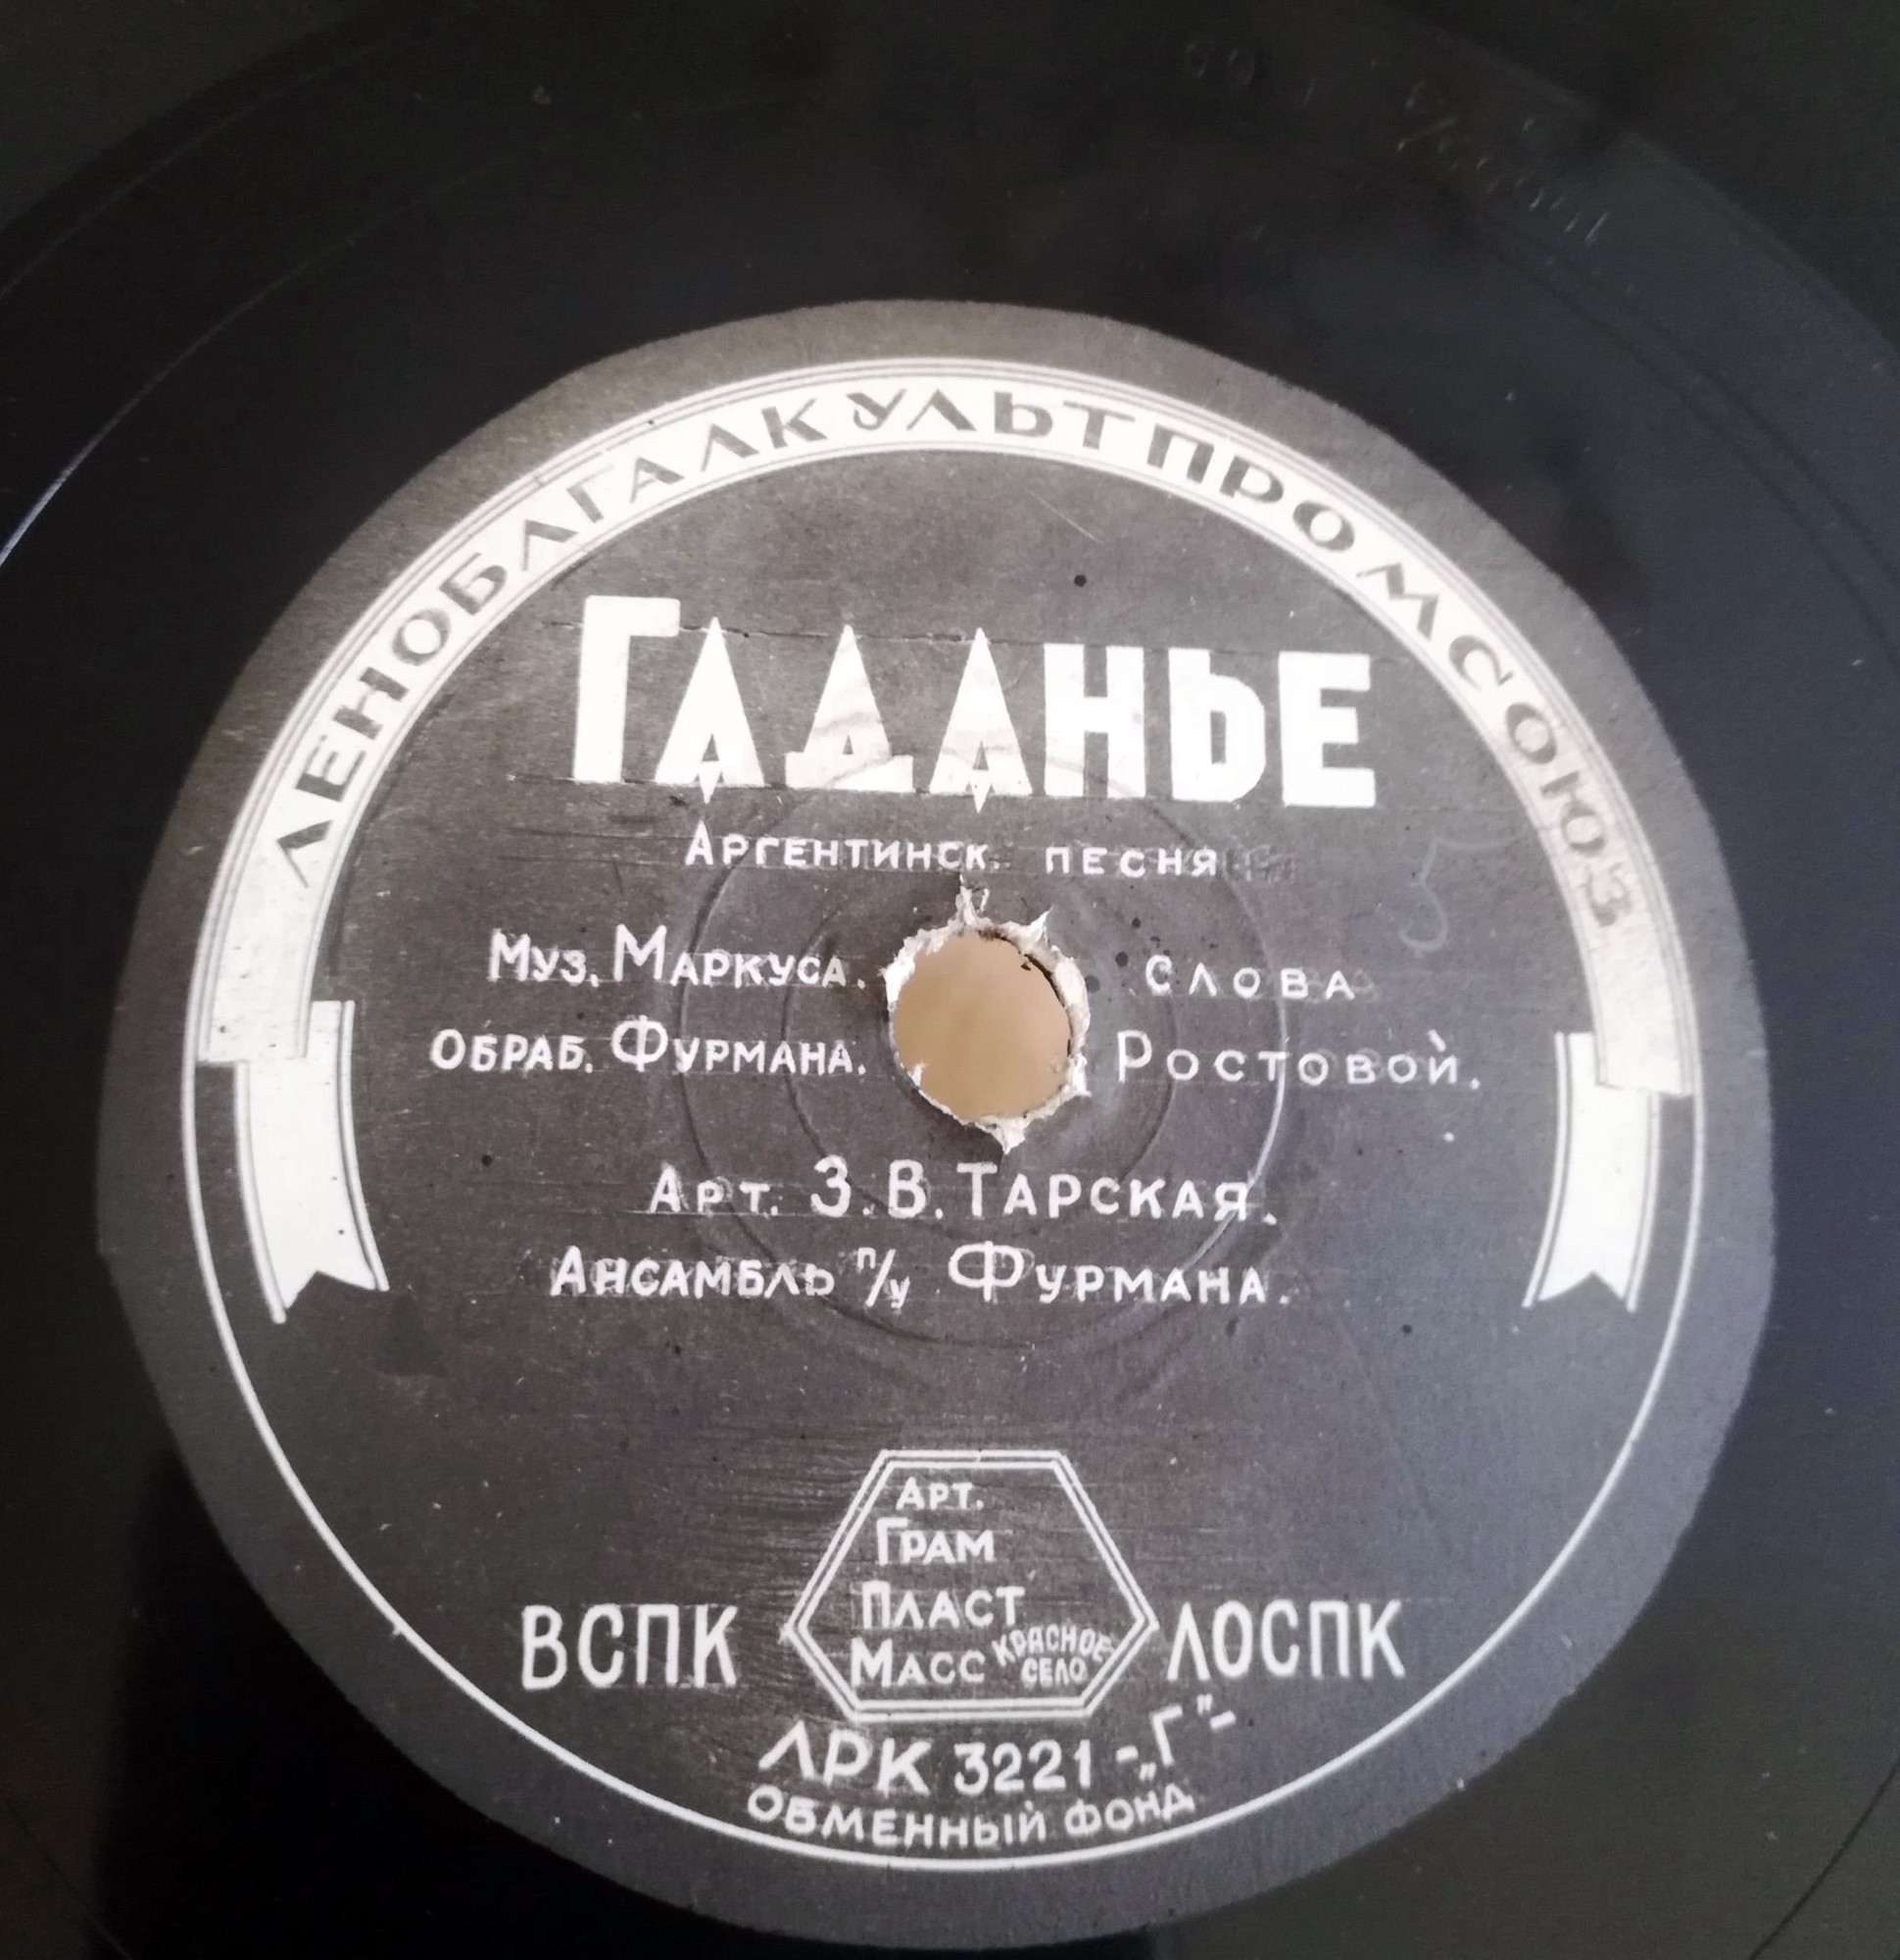 ЛЕНОБЛГАЛКУЛЬТПРОМСОЮЗ
ГАДАНЬЕ
АРГЕНТИНСК. ПЕСНЯ
МУЗ. МАРКУСА. СЛОВА
ОБРАБ. ФУРМАНА. РОСТОВОЙ.
АРТ. З.В. ТАРСКАЯ.
АНСАМБЛЬ П/У ФУРМАНА.
АРТ.
ГРАМ
ПЛАСТ
МАСС КРАСНОЕ СЕЛО
ВСПК ЛОСПК
ЛРК 3221 -„Г"-
ОБМЕННЫЙ ФОНД